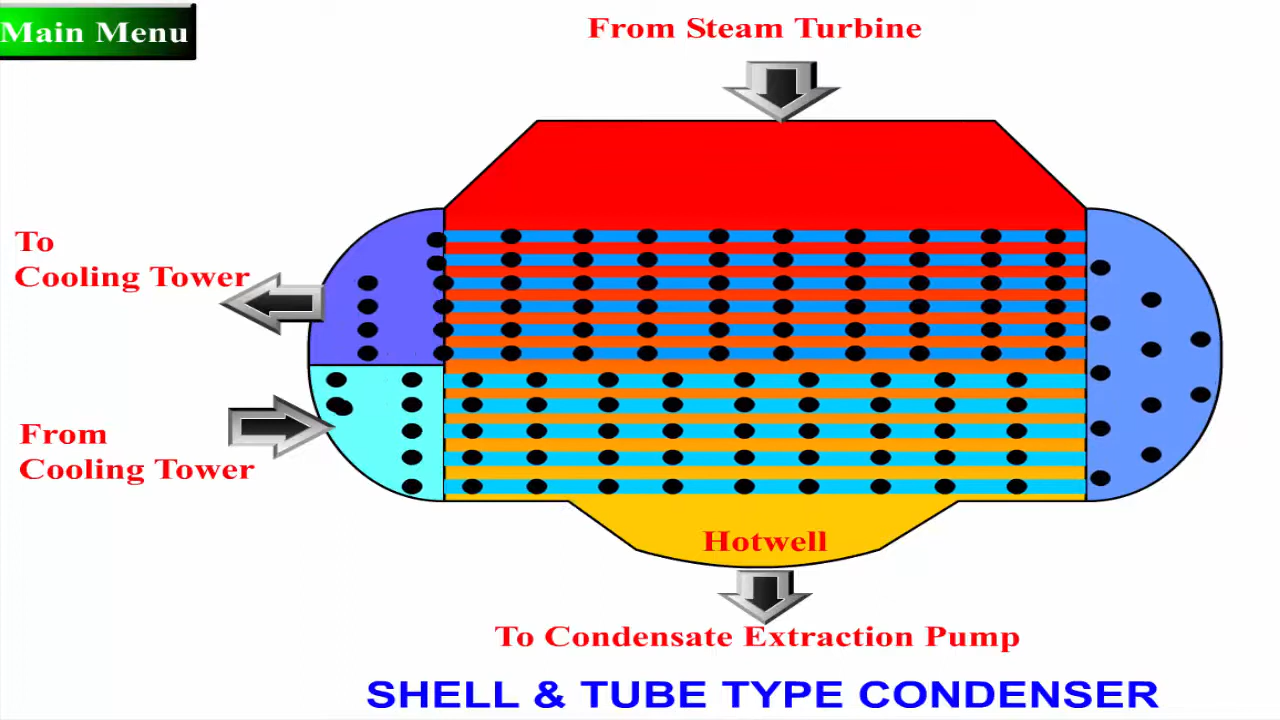 Main Menu
From Steam Turbine
To
Cooling Tower
From
Cooling Tower
Hotwell
To Condensate Extraction Pump
SHELL & TUBE TYPE CONDENSER